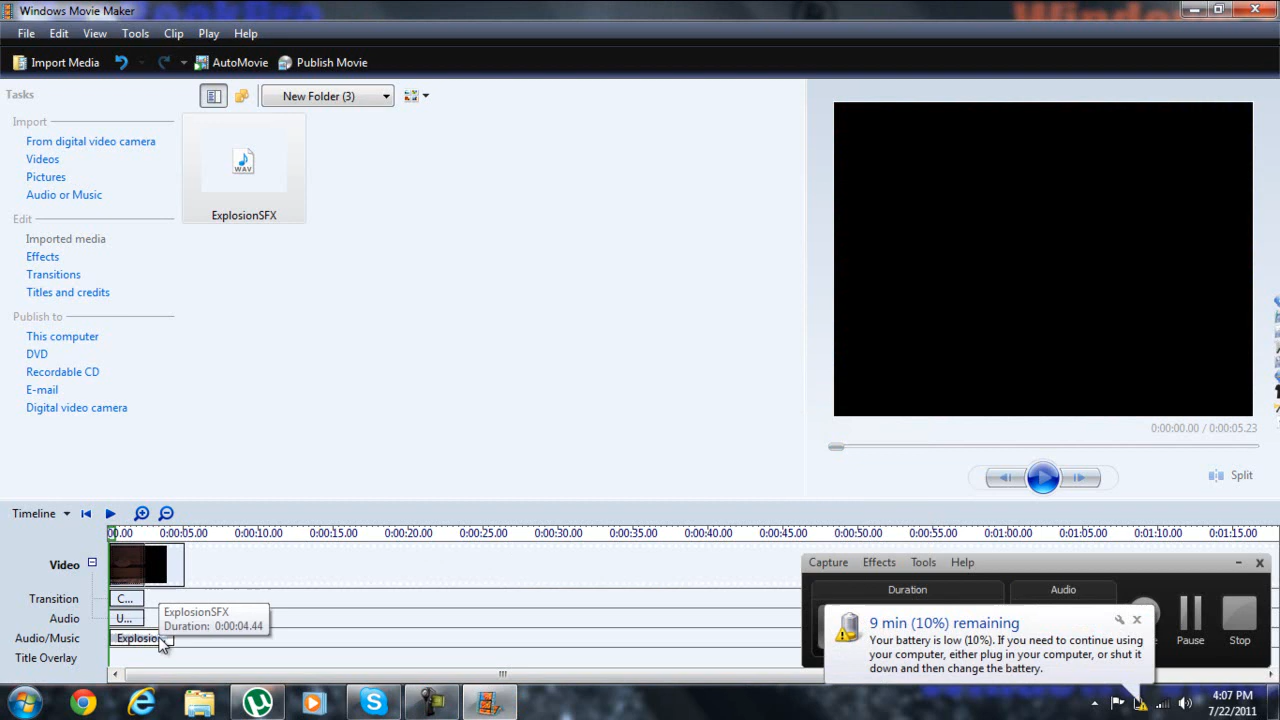 Windows Movie Maker
File Edit View Tools Clip Play Help
Import Media AutoMovie Publish Movie
Tasks
New Folder (3)
Import
From digital video camera
Videos
Pictures
Audio or Music
Edit
Imported media
Effects
Transitions
Titles and credits
Publish to
This computer
DVD
Recordable CD
E-mail
Digital video camera
WAV
ExplosionSFX
0:00:00.00 / 0:00:05.23
Split
Timeline
00.00 0:00:05.00 0:00:10.00 0:00:15.00 0:00:20.00 0:00:25.00 0:00:30.00 0:00:35.00 0:00:40.00 0:00:45.00 0:00:50.00 0:00:55.00 0:01:00.00 0:01:05.00 0:01:10.00 0:01:15.00
Video
Transition C...
Audio U...
Audio/Music Explosio
Title Overlay
ExplosionSFX
Duration: 0:00:04.44
Capture Effects Tools Help
Duration Audio
Pause Stop
9 min (10%) remaining
Your battery is low (10%). If you need to continue using
your computer, either plug in your computer, or shut it
down and then change the battery.
4:07 PM
7/22/2011